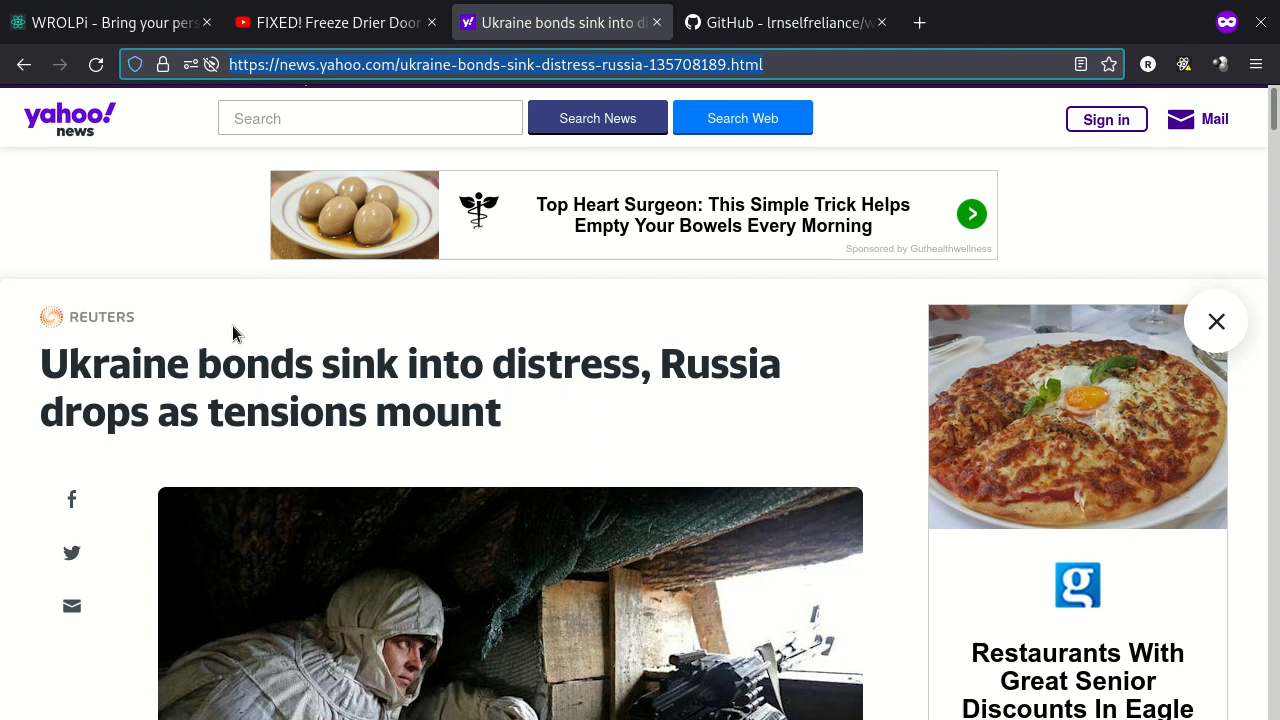 WROLPi - Bring your pers
FIXED! Freeze Drier Door
Ukraine bonds sink into di
GitHub - lrnselfreliance/w
https://news.yahoo.com/ukraine-bonds-sink-distress-russia-135708189.html
yahoo!
news
Search
Search News
Search Web
Sign in
Mail
Top Heart Surgeon: This Simple Trick Helps
Empty Your Bowels Every Morning
Sponsored by Guthealthwellness
REUTERS
Ukraine bonds sink into distress, Russia
drops as tensions mount
Restaurants With
Great Senior
Discounts In Eagle